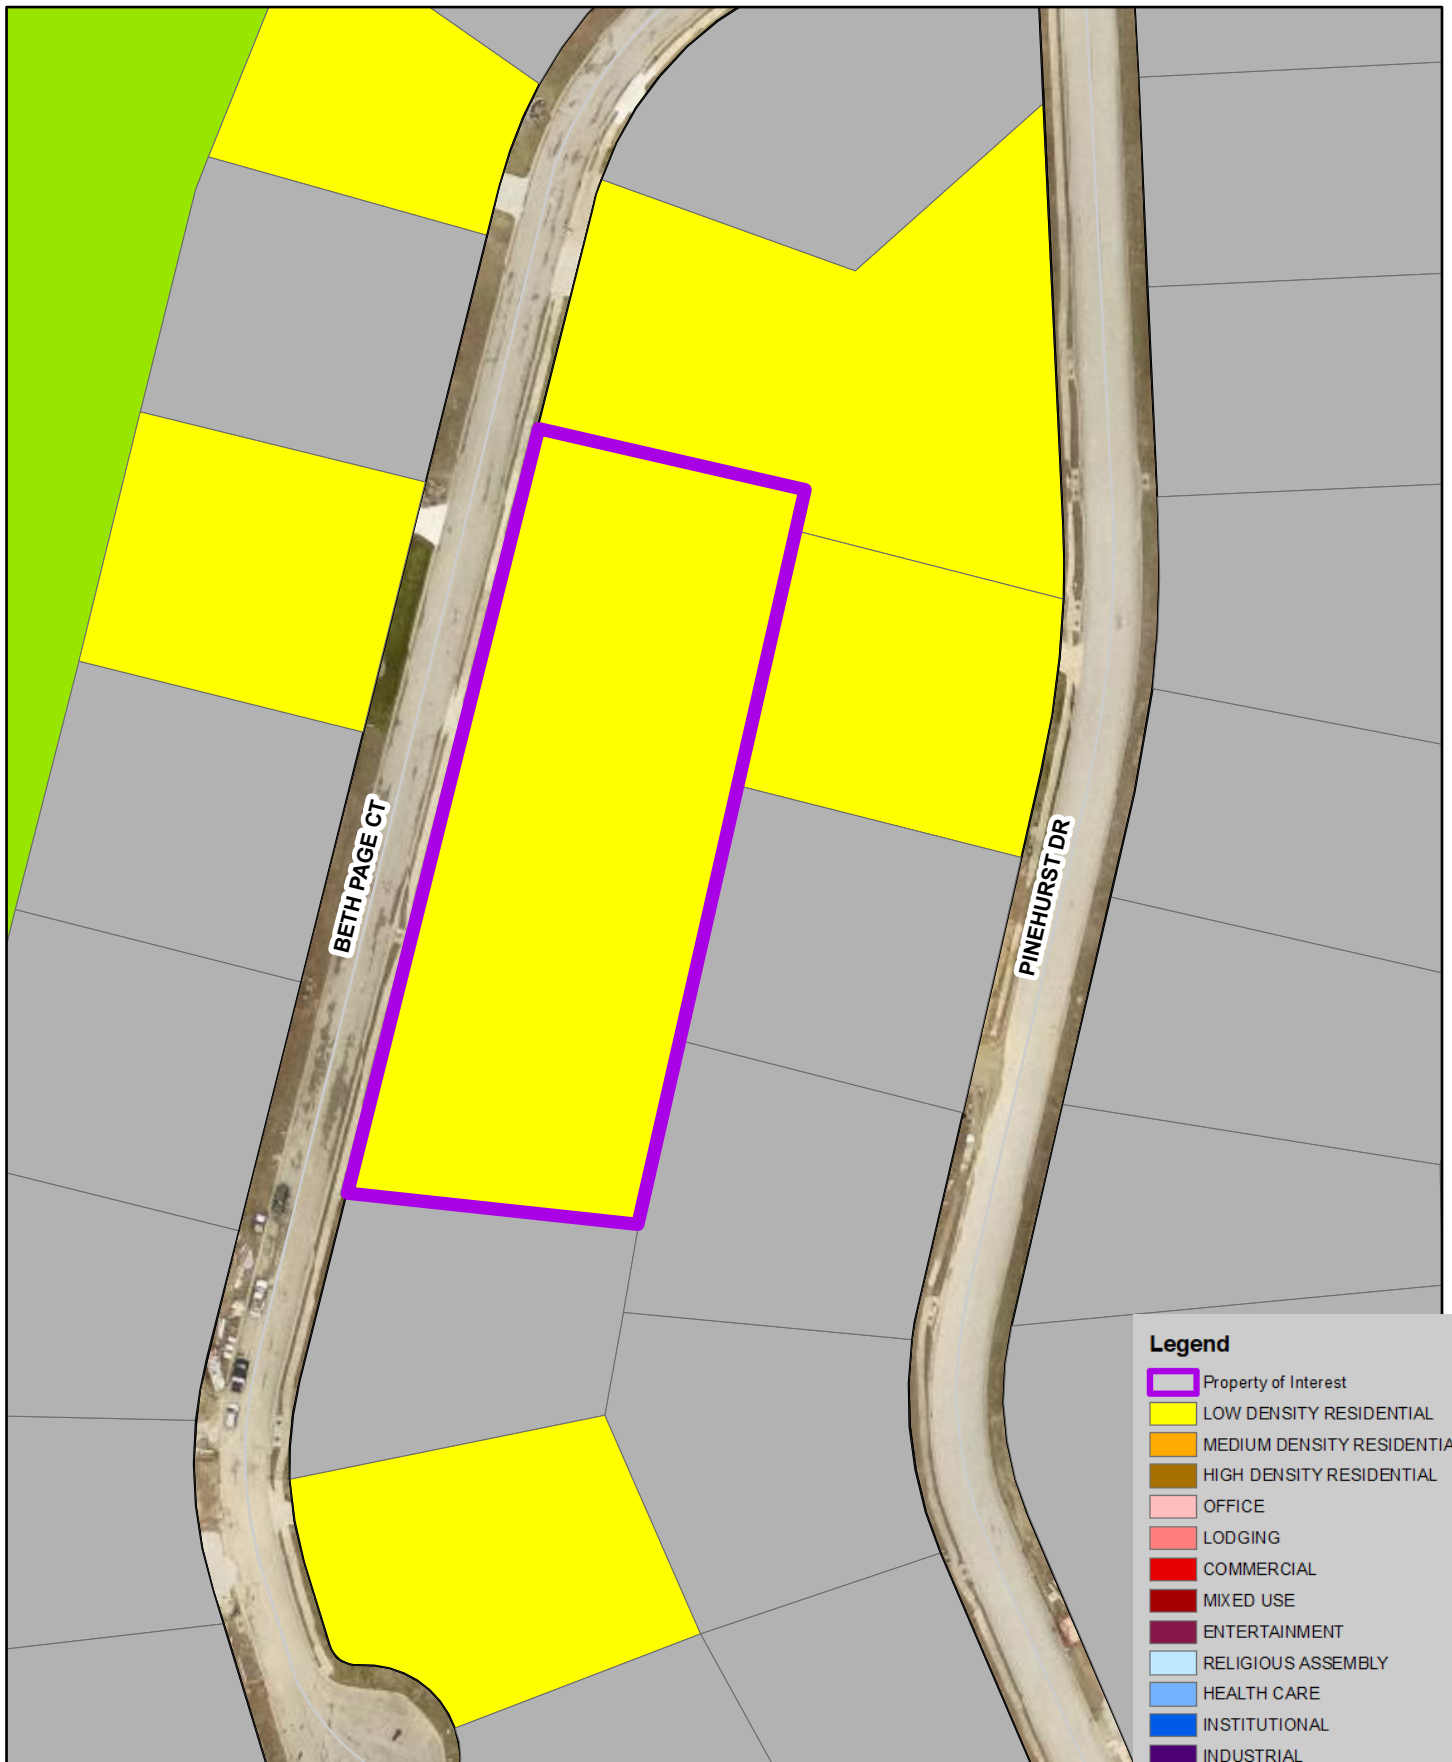 BETH PAGE CT
PINEHURST DR
Legend
Property of Interest
LOW DENSITY RESIDENTIAL
MEDIUM DENSITY RESIDENTIA
HIGH DENSITY RESIDENTIAL
OFFICE
LODGING
COMMERCIAL
MIXED USE
ENTERTAINMENT
RELIGIOUS ASSEMBLY
HEALTH CARE
INSTITUTIONAL
INDUSTRIAL